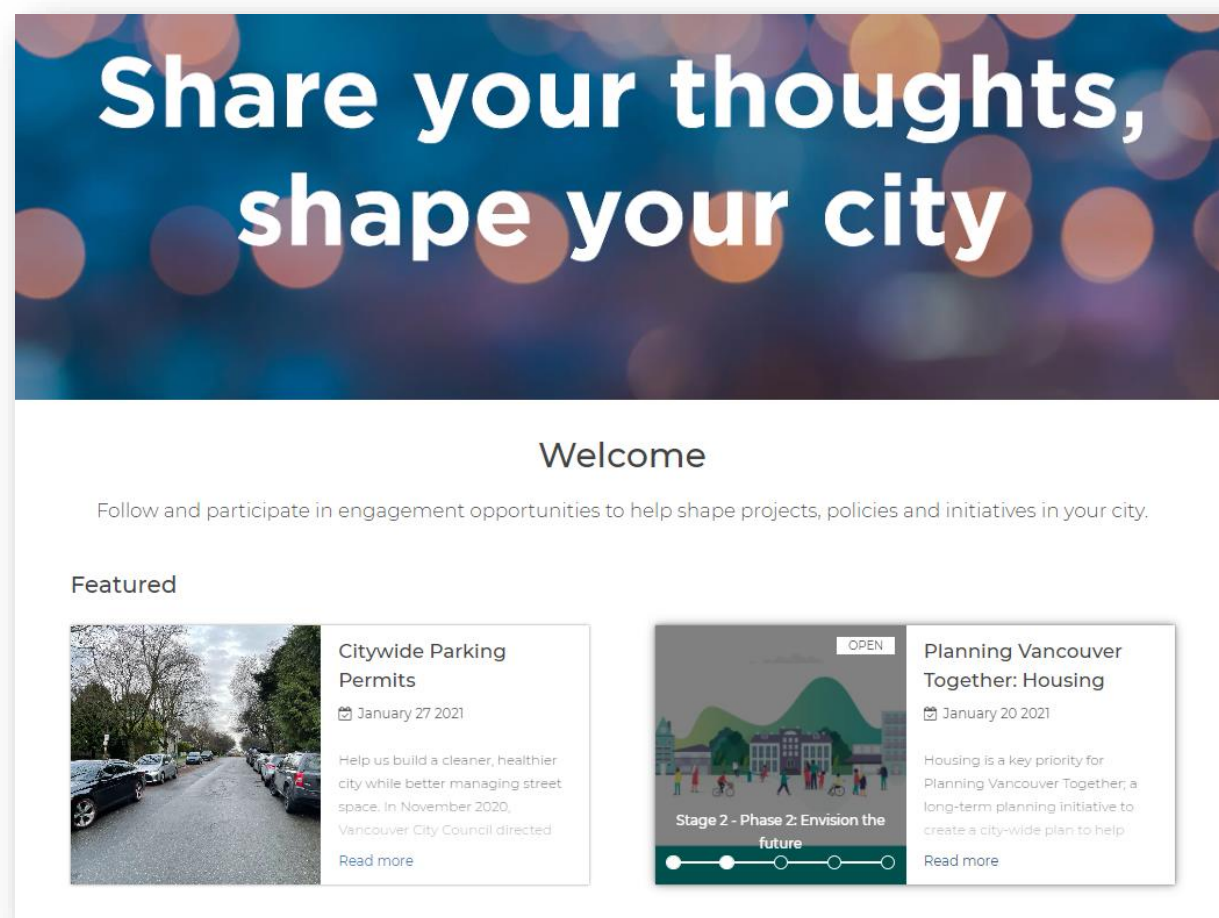 Share your thoughts,
shape your city
Welcome
Follow and participate in engagement opportunities to help shape projects, policies and initiatives in your city.
Featured
Citywide Parking
Permits
January 27 2021
Help us build a cleaner, healthier
city while better managing street
space. In November 2020,
Vancouver City Council directed
Read more
OPEN
Stage 2 - Phase 2: Envision the
future
Planning Vancouver
Together: Housing
January 20 2021
Housing is a key priority for
Planning Vancouver Together; a
long-term planning initiative to
create a city-wide plan to help
Read more